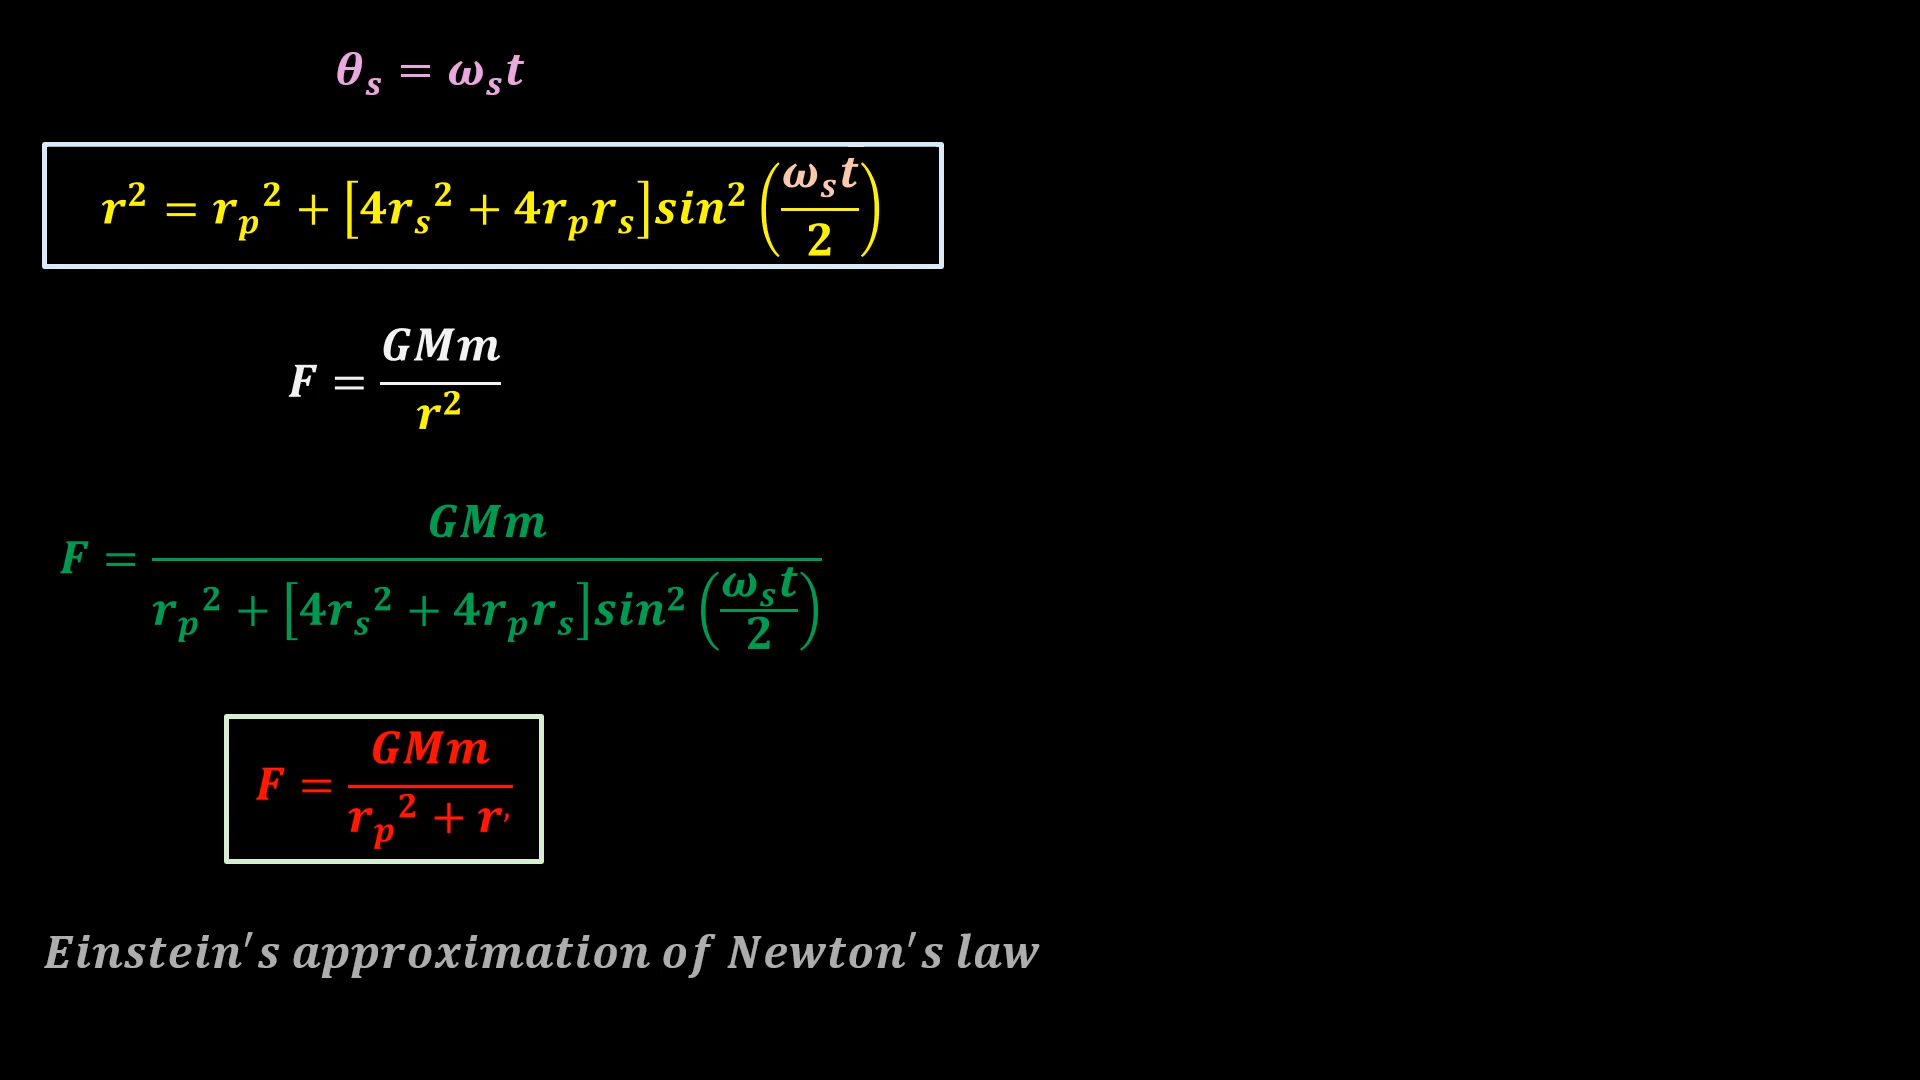 θₛ = ωₛt
r² = rₚ² + [4rₛ² + 4rₚrₛ]sin²(ωₛt/2)
F = GMm/r²
F = GMm/(rₚ² + [4rₛ² + 4rₚrₛ]sin²(ωₛt/2))
F = GMm/(rₚ² + r,)
Einstein′s approximation of Newton′s law